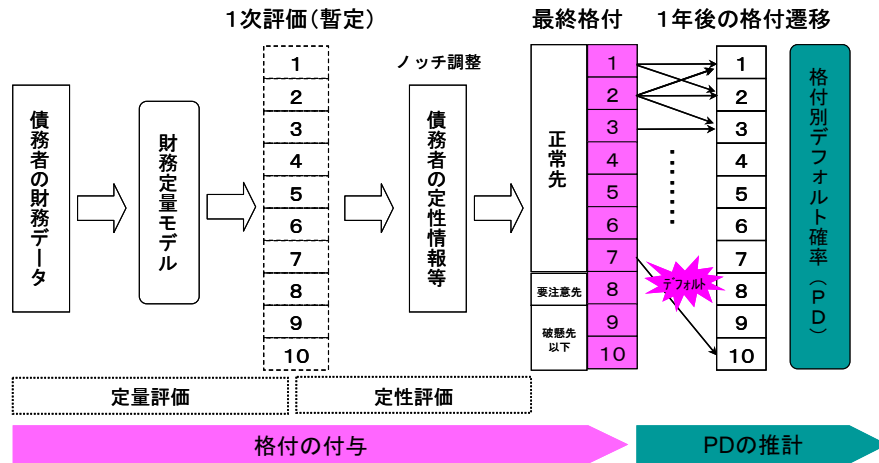 1次評価(暫定)
最終格付
1年後の格付遷移
ノッチ調整
債務者の財務データ
財務定量モデル
1
2
3
4
5
6
7
8
9
10
債務者の定性情報等
正常先
要注意先
破懸先
以下
1
2
3
4
5
6
7
8
9
10
デフォルト
1
2
3
4
5
6
7
8
9
10
格付別デフォルト確率(PD)
定量評価
定性評価
格付の付与
PDの推計